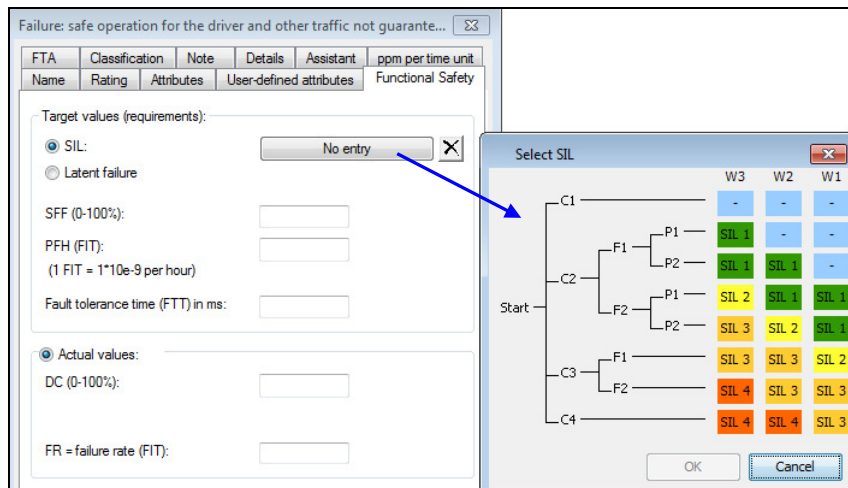 Failure: safe operation for the driver and other traffic not guarante...
FTA Classification Note Details Assistant ppm per time unit
Name Rating Attributes User-defined attributes Functional Safety
Target values (requirements):
SIL: No entry X
Latent failure
SFF (0-100%):
PFH (FIT):
(1 FIT = 1*10e-9 per hour)
Fault tolerance time (FTT) in ms:
Actual values:
DC (0-100%):
FR = failure rate (FIT):
Select SIL
W3 W2 W1
C1 - - -
P1 SIL 1 - -
F1
P2 SIL 1 SIL 1 -
C2
P1 SIL 2 SIL 1 SIL 1
Start F2
P2 SIL 3 SIL 2 SIL 1
F1 SIL 3 SIL 3 SIL 2
C3
F2 SIL 4 SIL 3 SIL 3
C4 SIL 4 SIL 4 SIL 3
OK Cancel